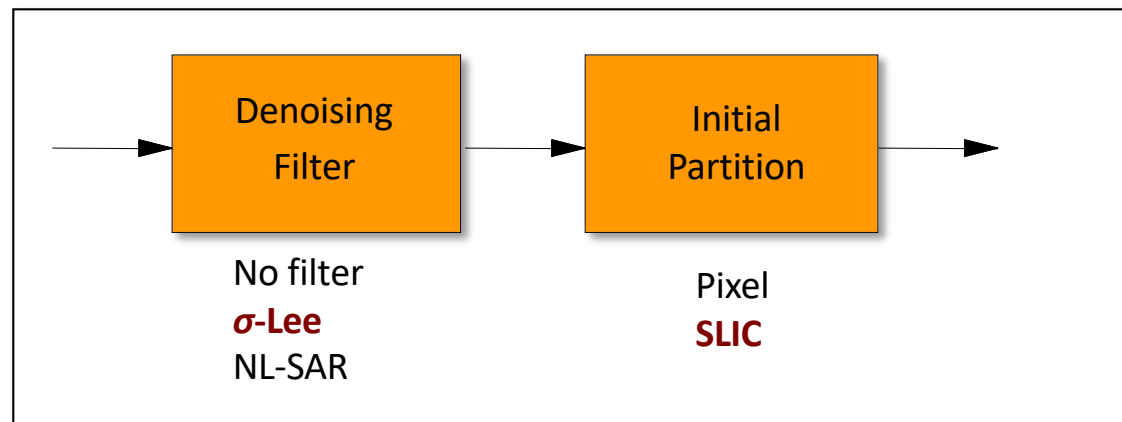 Denoising
Filter
Initial
Partition
No filter
σ-Lee
NL-SAR
Pixel
SLIC